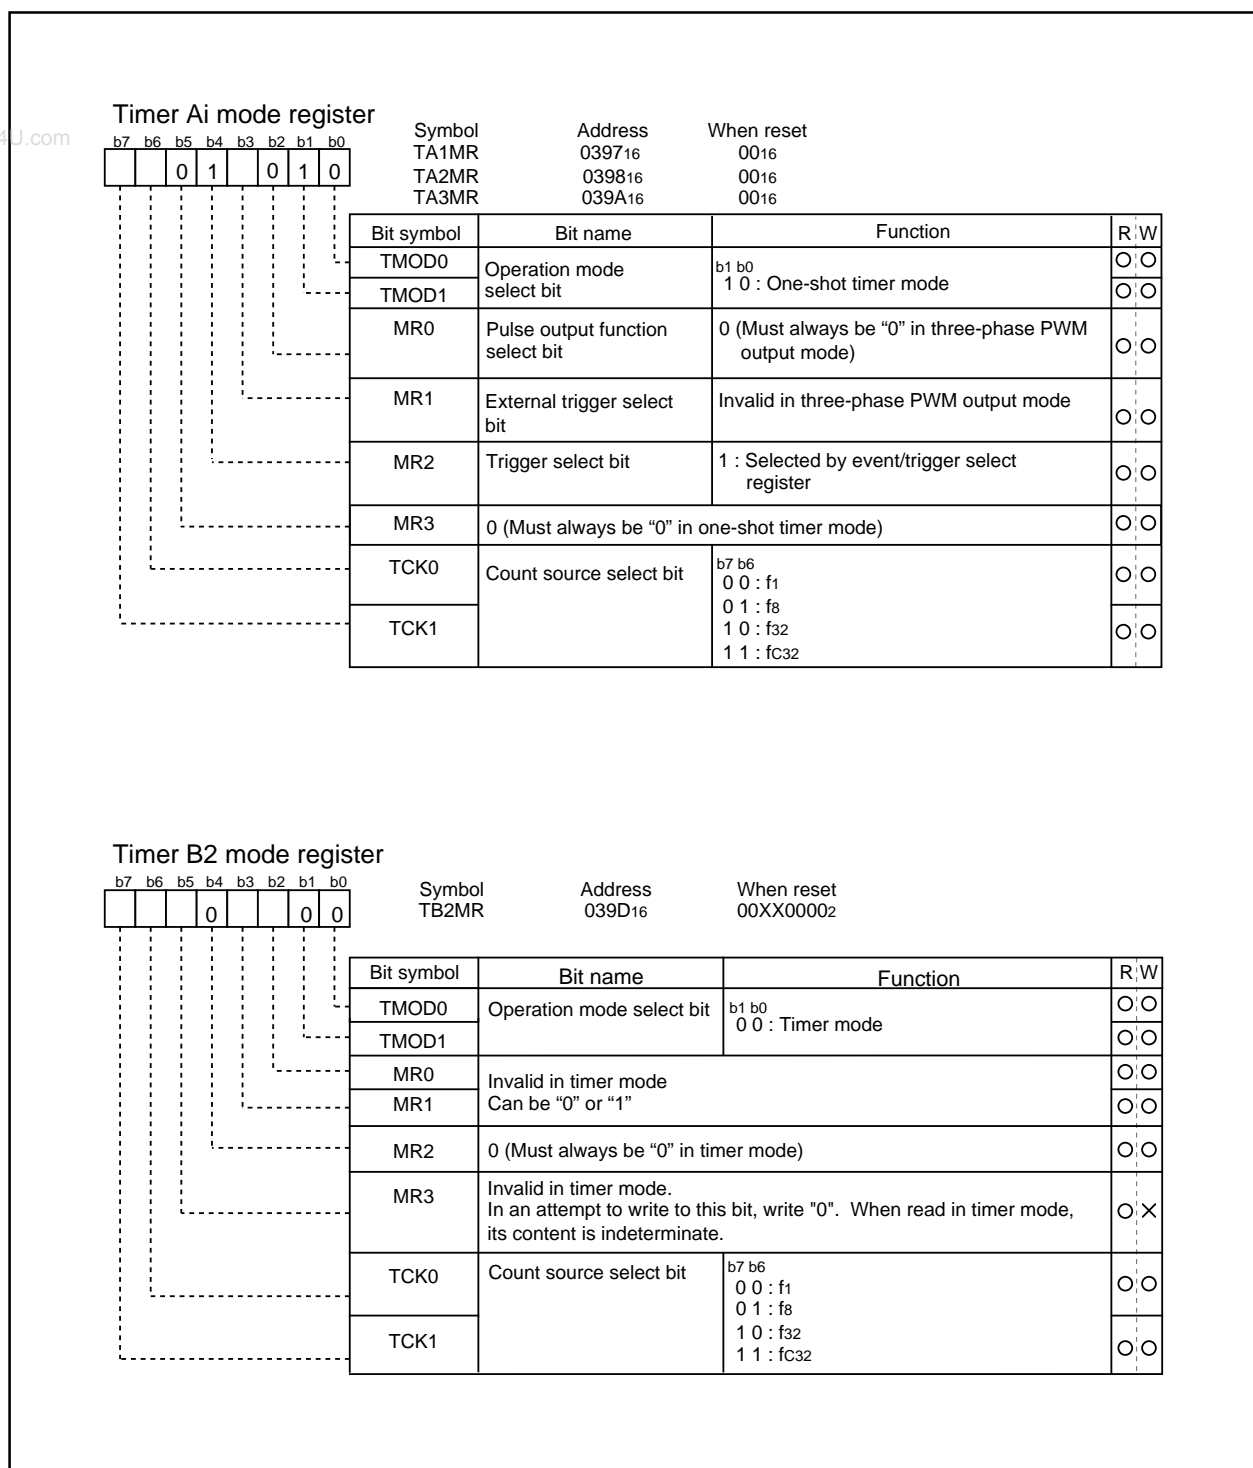 Timer Ai mode register
4U.com
b7 b6 b5 b4 b3 b2 b1 b0
0 1 0 1 0
Symbol Address When reset
TA1MR 039716 0016
TA2MR 039816 0016
TA3MR 039A16 0016
Bit symbol Bit name Function R W
TMOD0
TMOD1
Operation mode
select bit
b1 b0
1 0 : One-shot timer mode
MR0
Pulse output function
select bit
0 (Must always be “0” in three-phase PWM
output mode)
MR1
External trigger select
bit
Invalid in three-phase PWM output mode
MR2
Trigger select bit
1 : Selected by event/trigger select
register
MR3
0 (Must always be “0” in one-shot timer mode)
TCK0
TCK1
Count source select bit
b7 b6
0 0 : f1
0 1 : f8
1 0 : f32
1 1 : fC32
Timer B2 mode register
b7 b6 b5 b4 b3 b2 b1 b0
0 0 0
Symbol Address When reset
TB2MR 039D16 00XX00002
Bit symbol Bit name Function R W
TMOD0
TMOD1
Operation mode select bit
b1 b0
0 0 : Timer mode
MR0
MR1
Invalid in timer mode
Can be “0” or “1”
MR2
0 (Must always be “0” in timer mode)
MR3
Invalid in timer mode.
In an attempt to write to this bit, write "0". When read in timer mode,
its content is indeterminate.
TCK0
TCK1
Count source select bit
b7 b6
0 0 : f1
0 1 : f8
1 0 : f32
1 1 : fC32